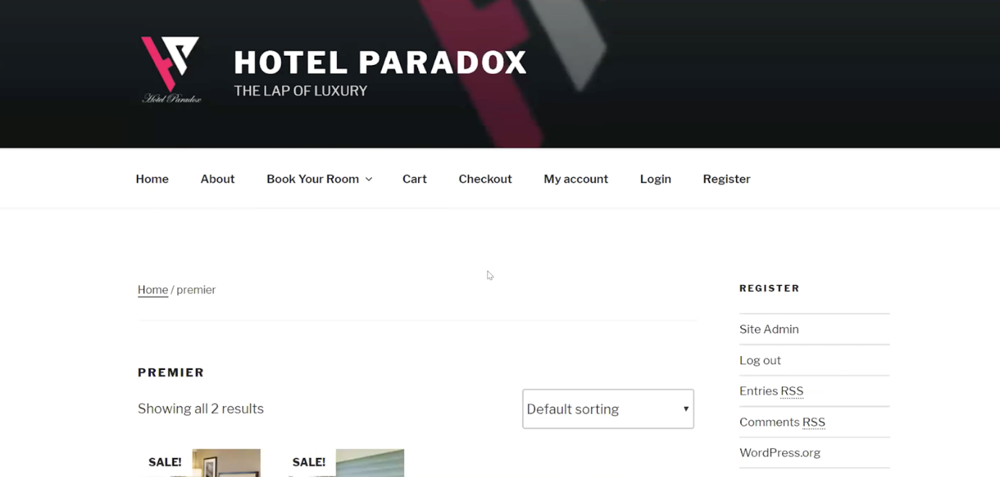 HOTEL PARADOX
THE LAP OF LUXURY
Hotel Paradox
Home About Book Your Room Cart Checkout My account Login Register
Home / premier
PREMIER
Showing all 2 results
Default sorting
SALE! SALE!
REGISTER
Site Admin
Log out
Entries RSS
Comments RSS
WordPress.org